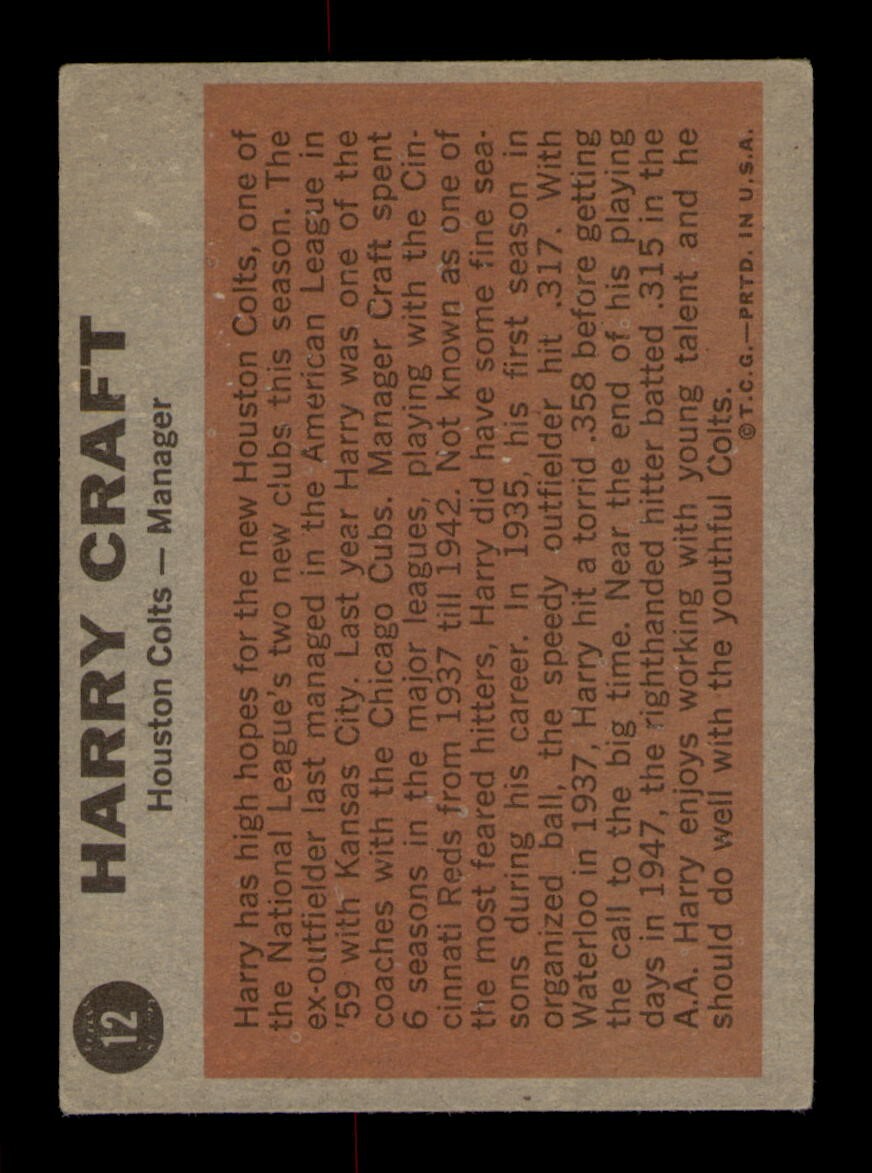 12
HARRY CRAFT
Houston Colts — Manager
Harry has high hopes for the new Houston Colts, one of
the National League's two new clubs this season. The
ex-outfielder last managed in the American League in
'59 with Kansas City. Last year Harry was one of the
coaches with the Chicago Cubs. Manager Craft spent
6 seasons in the major leagues, playing with the Cin-
cinnati Reds from 1937 till 1942. Not known as one of
the most feared hitters, Harry did have some fine sea-
sons during his career. In 1935, his first season in
organized ball, the speedy outfielder hit .317. With
Waterloo in 1937, Harry hit a torrid .358 before getting
the call to the big time. Near the end of his playing
days in 1947, the righthanded hitter batted .315 in the
A.A. Harry enjoys working with young talent and he
should do well with the youthful Colts.
©T.C.G.—PRTD. IN U.S.A.